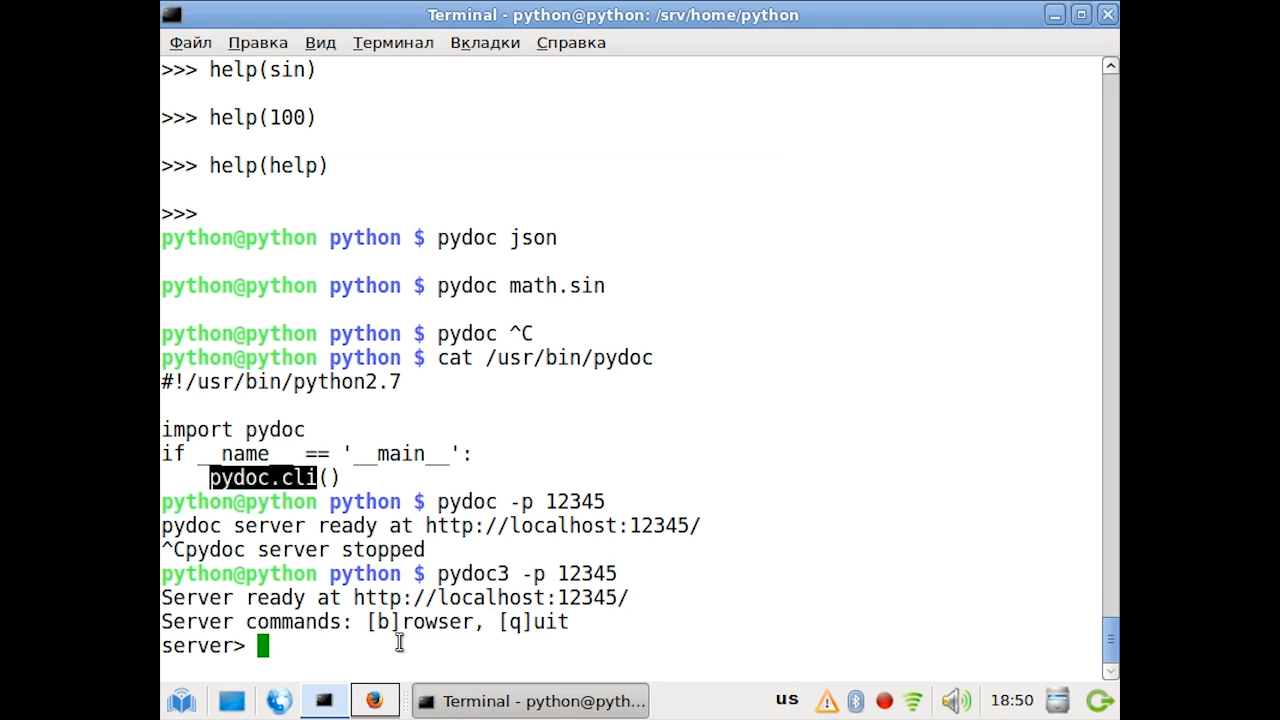 Terminal - python@python: /srv/home/python
Файл Правка Вид Терминал Вкладки Справка
>>> help(sin)
>>> help(100)
>>> help(help)
>>>
python@python python $ pydoc json
python@python python $ pydoc math.sin
python@python python $ pydoc ^C
python@python python $ cat /usr/bin/pydoc
#!/usr/bin/python2.7
import pydoc
if __name__ == '__main__':
    pydoc.cli()
python@python python $ pydoc -p 12345
pydoc server ready at http://localhost:12345/
^Cpydoc server stopped
python@python python $ pydoc3 -p 12345
Server ready at http://localhost:12345/
Server commands: [b]rowser, [q]uit
server>
Terminal - python@pyth... us 18:50